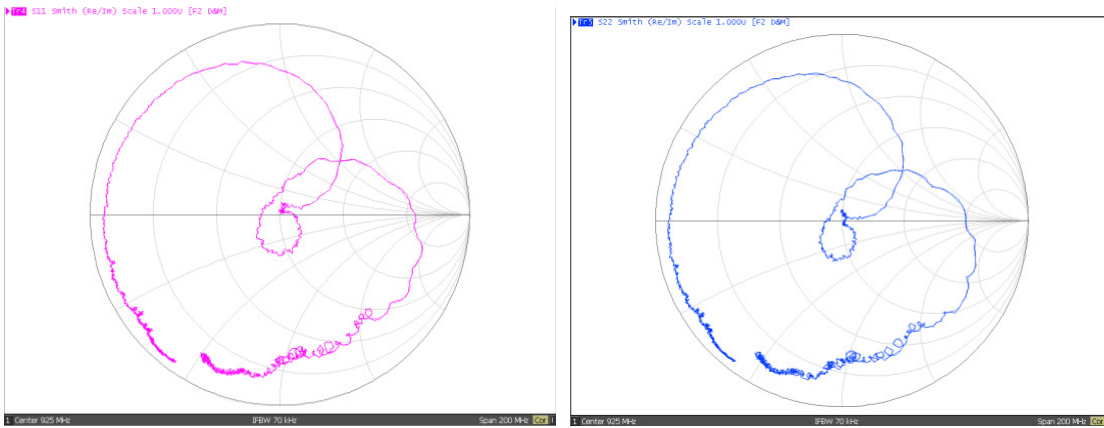 Tr4 S11 Smith (Re/Im) Scale 1.000U [F2 D&M]
1 Center 925 MHz IFBW 70 kHz Span 200 MHz Cor
Tr5 S22 Smith (Re/Im) Scale 1.000U [F2 D&M]
1 Center 925 MHz IFBW 70 kHz Span 200 MHz Cor